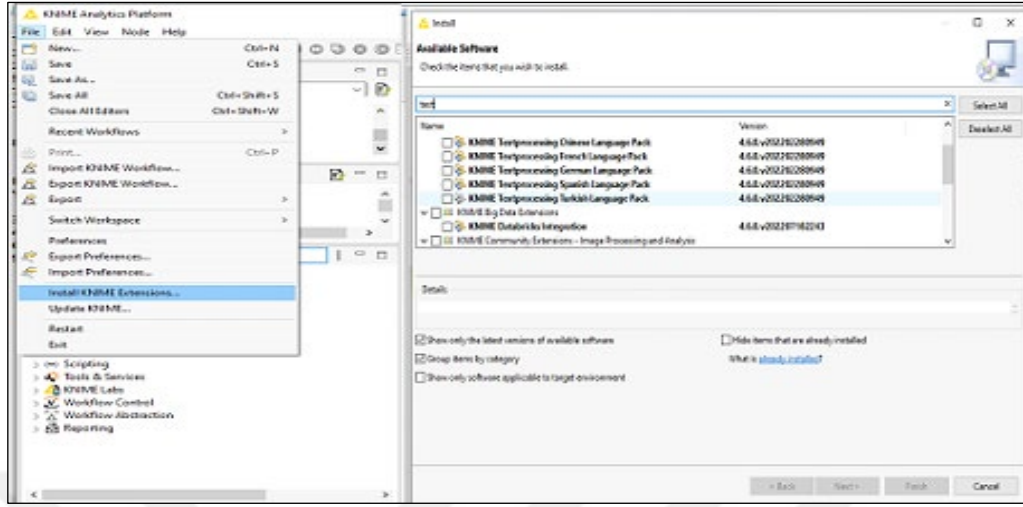 KNIME Analytics Platform
File Edit View Node Help
New... Ctrl+N
Save Ctrl+S
Save As...
Save All Ctrl+Shift+S
Close All Editors Ctrl+Shift+W
Recent Workflows
Print... Ctrl+P
Import KNIME Workflow...
Export KNIME Workflow...
Export
Switch Workspace
Preferences
Export Preferences...
Import Preferences...
Install KNIME Extensions...
Update KNIME...
Restart
Exit
Scripting
Tools & Services
KNIME Labs
Workflow Control
Workflow Abstraction
Reporting
Install
Available Software
Check the items that you wish to install.
text
Select All
Deselect All
Name Version
KNIME Textprocessing Chinese Language Pack
KNIME Textprocessing French Language Pack
KNIME Textprocessing German Language Pack
KNIME Textprocessing Spanish Language Pack
KNIME Textprocessing Turkish Language Pack
KNIME Big Data Extensions
KNIME Databricks Integration
KNIME Community Extensions - Image Processing and Analysis
Details
Show only the latest versions of available software
Hide items that are already installed
Group items by category
What is already installed?
Show only software applicable to target environment
< Back Next > Finish Cancel